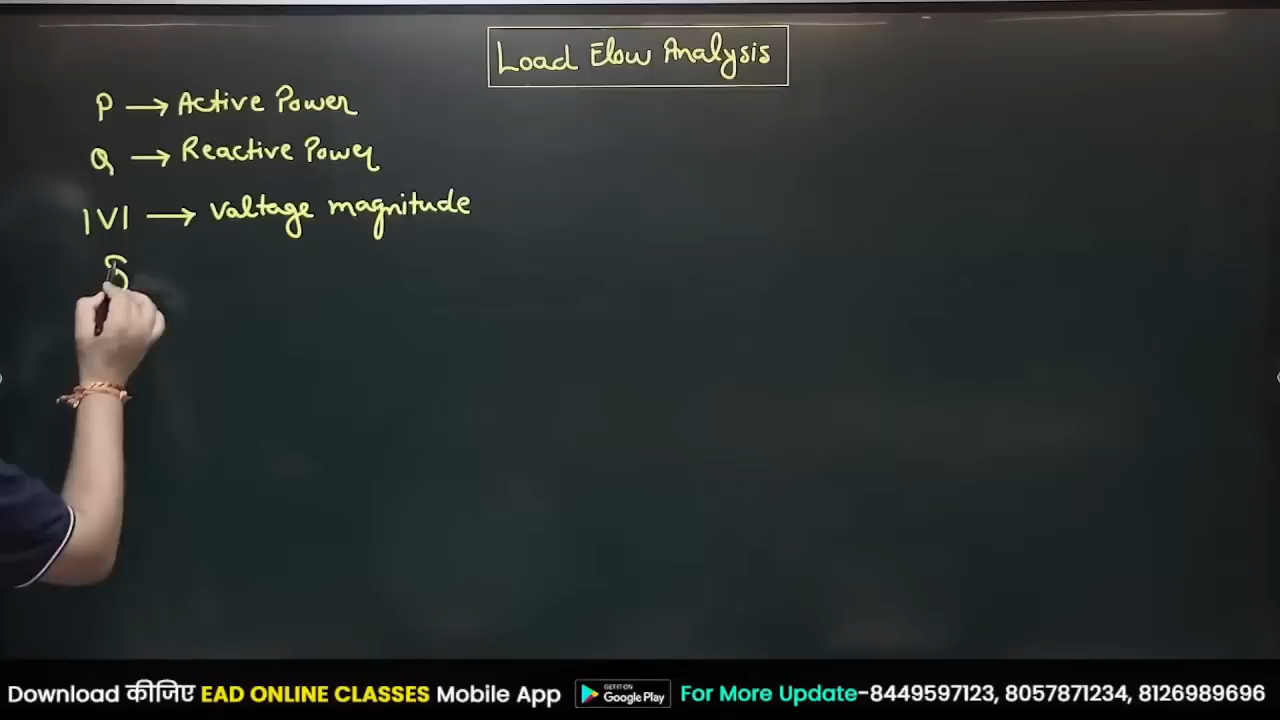 Load Flow Analysis
P → Active Power
Q → Reactive Power
|V| → Voltage magnitude
δ
Download कीजिए EAD ONLINE CLASSES Mobile App GET IT ON Google Play For More Update-8449597123, 8057871234, 8126989696